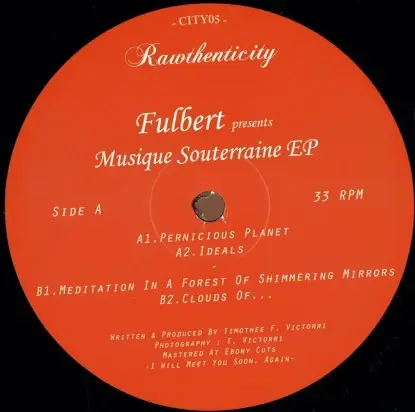 - CITY05 -
Rawthenticity
Fulbert presents
Musique Souterraine EP
Side A
33 RPM
A1.Pernicious Planet
A2.Ideals
-
B1.Meditation In A Forest Of Shimmering Mirrors
B2.Clouds Of...
Written & Produced By Timothee F. Victorri
Photography : T. Victorri
Mastered At Ebony Cuts
-I Will Meet you Soon, Again-